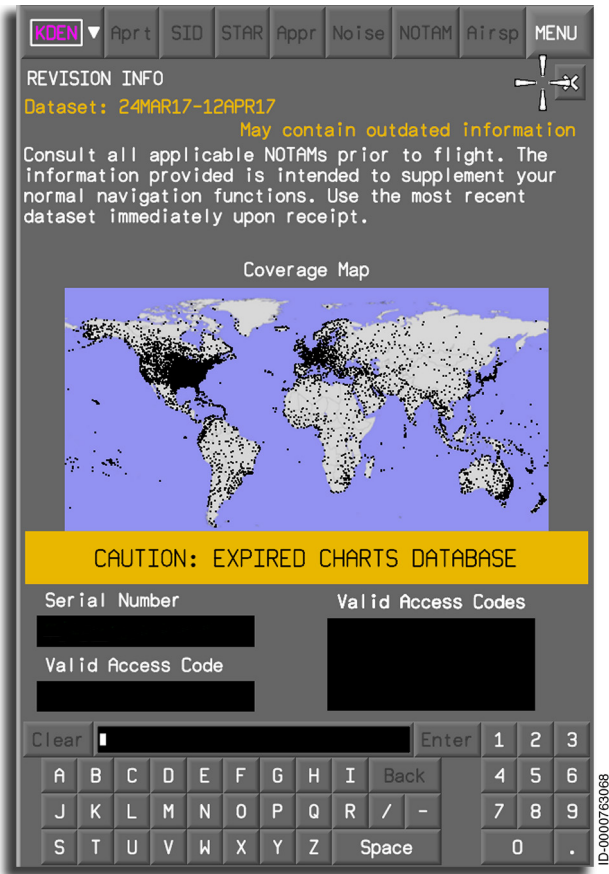 KDEN ▼ Aprt SID STAR Appr Noise NOTAM Airsp MENU
REVISION INFO
Dataset: 24MAR17-12APR17
May contain outdated information
Consult all applicable NOTAMs prior to flight. The
information provided is intended to supplement your
normal navigation functions. Use the most recent
dataset immediately upon receipt.
Coverage Map
CAUTION: EXPIRED CHARTS DATABASE
Serial Number
Valid Access Codes
Valid Access Code
Clear Enter 1 2 3
A B C D E F G H I Back 4 5 6
J K L M N O P Q R / - 7 8 9
S T U V W X Y Z Space 0 .
ID-0000763068